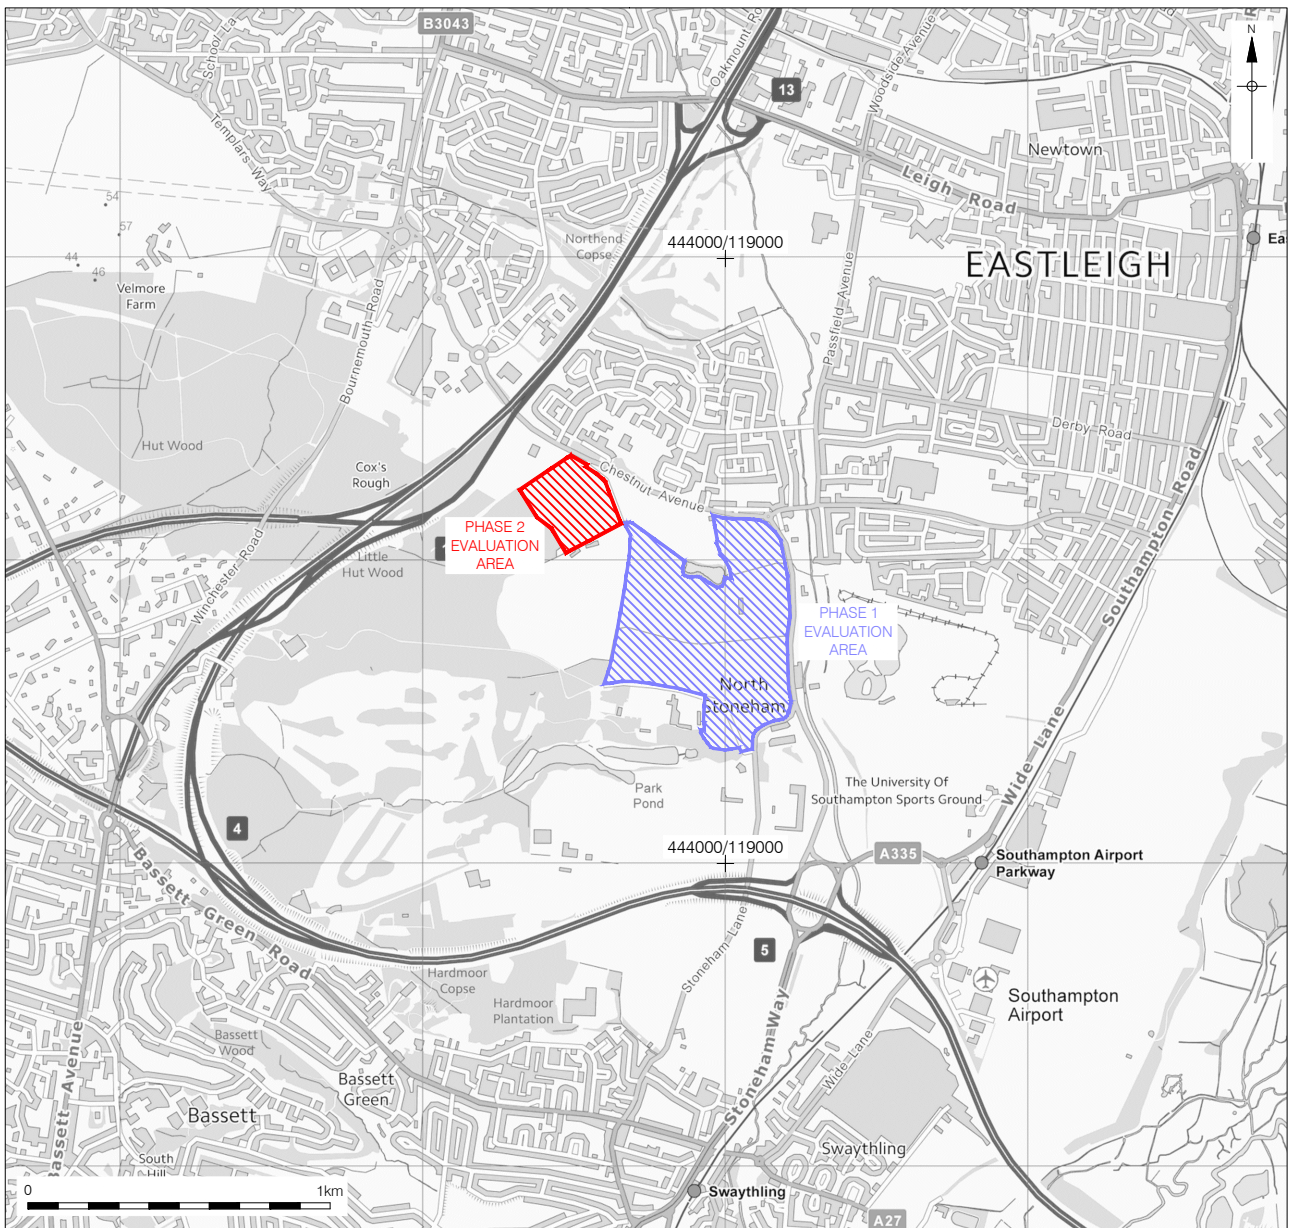 B3043
School La
Oakmount Ro
Woodside Avenue
N
13
Templars Way
Newtown
Leigh Road
54
57
44
46
Northend
Copse
444000/119000
Ea
EASTLEIGH
Velmore
Farm
Bournemouth Road
Passfield Avenue
Hut Wood
Derby Road
Cox's
Rough
Chestnut Avenue
PHASE 2
EVALUATION
AREA
Little
Hut Wood
Winchester Road
Southampton Road
PHASE 1
EVALUATION
AREA
North
Stoneham
Wide Lane
Park
Pond
The University Of
Southampton Sports Ground
4
444000/119000
A335
Southampton Airport
Parkway
Bassett Green Road
5
Stoneham Lane
Hardmoor
Copse
Hardmoor
Plantation
Southampton
Airport
Stoneham Way
Wide Lane
Bassett
Wood
Bassett
Green
Bassett
Bassett Avenue
Swaythling
South
Hill
0 1km
Swaythling
A27